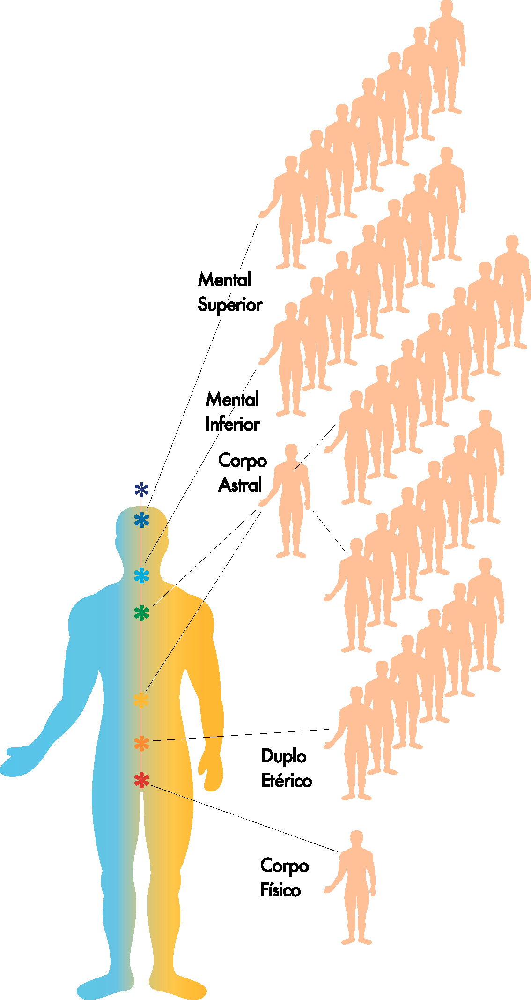 Mental
Superior
Mental
Inferior
Corpo
Astral
Duplo
Etérico
Corpo
Físico